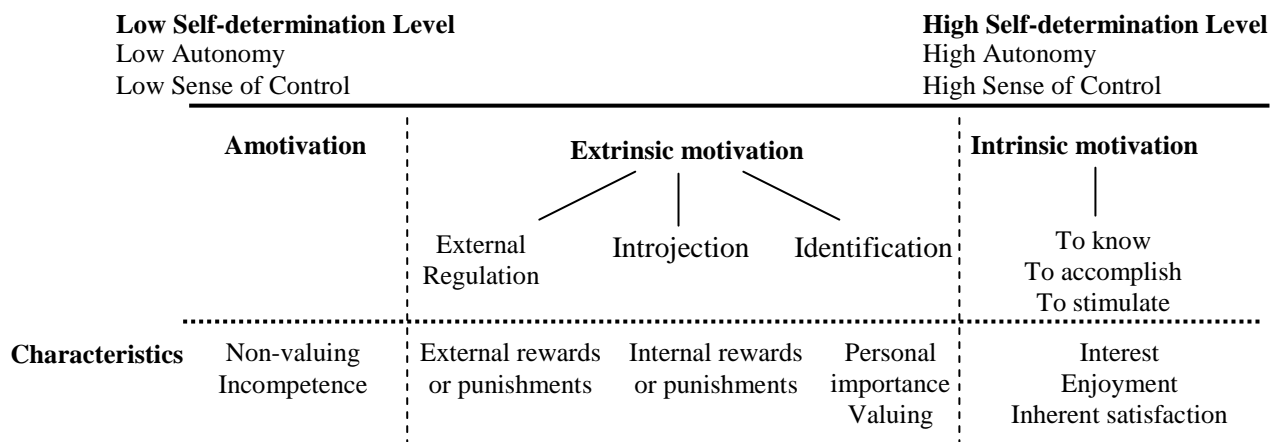 Low Self-determination Level
Low Autonomy
Low Sense of Control
High Self-determination Level
High Autonomy
High Sense of Control
Amotivation
Extrinsic motivation
Intrinsic motivation
External
Regulation
Introjection
Identification
To know
To accomplish
To stimulate
Characteristics
Non-valuing
Incompetence
External rewards
or punishments
Internal rewards
or punishments
Personal
importance
Valuing
Interest
Enjoyment
Inherent satisfaction